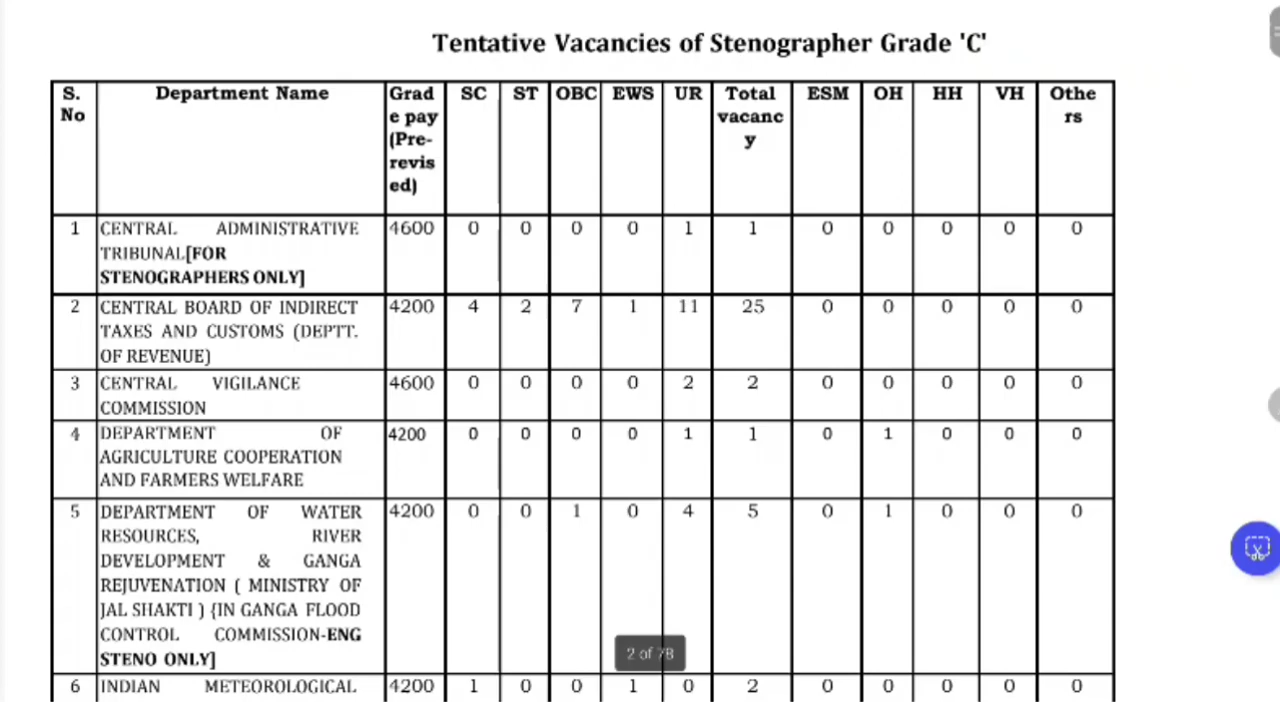 Tentative Vacancies of Stenographer Grade 'C'
S. No | Department Name | Grad e pay (Pre- revis ed) | SC | ST | OBC | EWS | UR | Total vacanc y | ESM | OH | HH | VH | Othe rs
1 | CENTRAL ADMINISTRATIVE TRIBUNAL[FOR STENOGRAPHERS ONLY] | 4600 | 0 | 0 | 0 | 0 | 1 | 1 | 0 | 0 | 0 | 0 | 0
2 | CENTRAL BOARD OF INDIRECT TAXES AND CUSTOMS (DEPTT. OF REVENUE) | 4200 | 4 | 2 | 7 | 1 | 11 | 25 | 0 | 0 | 0 | 0 | 0
3 | CENTRAL VIGILANCE COMMISSION | 4600 | 0 | 0 | 0 | 0 | 2 | 2 | 0 | 0 | 0 | 0 | 0
4 | DEPARTMENT OF AGRICULTURE COOPERATION AND FARMERS WELFARE | 4200 | 0 | 0 | 0 | 0 | 1 | 1 | 0 | 1 | 0 | 0 | 0
5 | DEPARTMENT OF WATER RESOURCES, RIVER DEVELOPMENT & GANGA REJUVENATION ( MINISTRY OF JAL SHAKTI ) {IN GANGA FLOOD CONTROL COMMISSION-ENG STENO ONLY] | 4200 | 0 | 0 | 1 | 0 | 4 | 5 | 0 | 1 | 0 | 0 | 0
2 of 78
6 | INDIAN METEOROLOGICAL | 4200 | 1 | 0 | 0 | 1 | 0 | 2 | 0 | 0 | 0 | 0 | 0